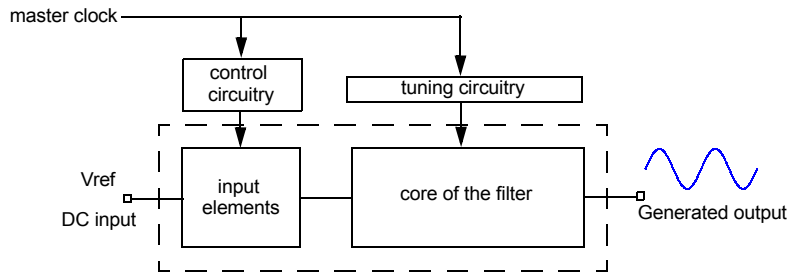 master clock
control
circuitry
tuning circuitry
Vref
DC input
input
elements
core of the filter
Generated output